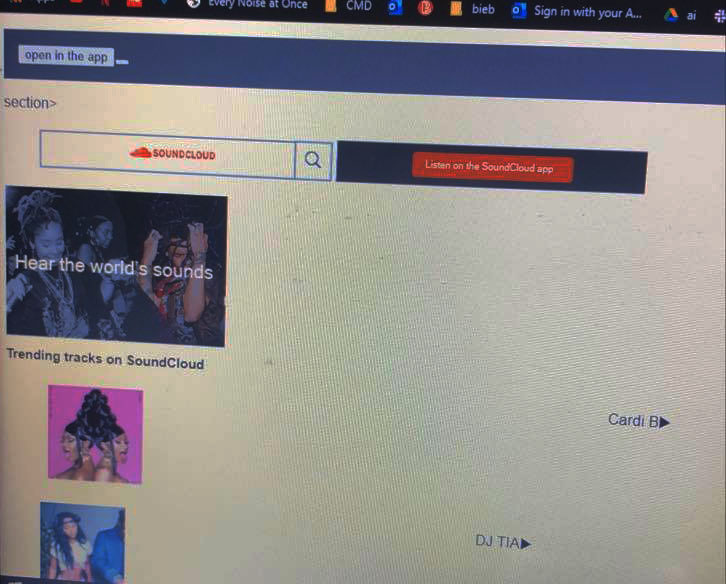 Every Noise at Once CMD bieb Sign in with your A... ai
open in the app
section>
SOUNDCLOUD
Listen on the SoundCloud app
Hear the world's sounds
Trending tracks on SoundCloud
Cardi B▶
DJ TIA▶